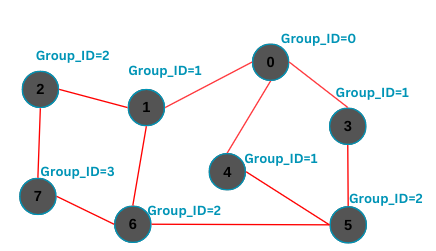 Group_ID=0
Group_ID=2
0
Group_ID=1
2
Group_ID=1
1
3
Group_ID=1
Group_ID=3
4
7
Group_ID=2
Group_ID=2
6
5